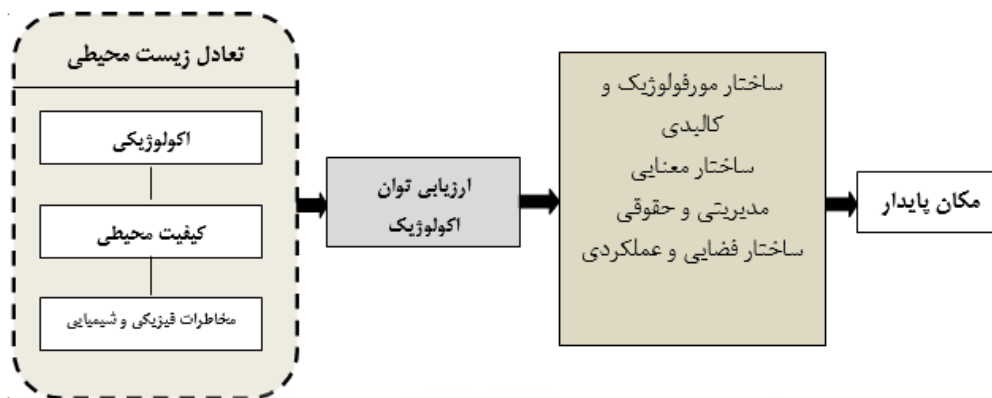 تعادل زیست محیطی
اکولوژیکی
کیفیت محیطی
مخاطرات فیزیکی و شیمیایی
ارزیابی توان
اکولوژیک
ساختار مورفولوژیک و
کالبدی
ساختار معنایی
مدیریتی و حقوقی
ساختار فضایی و عملکردی
مکان پایدار